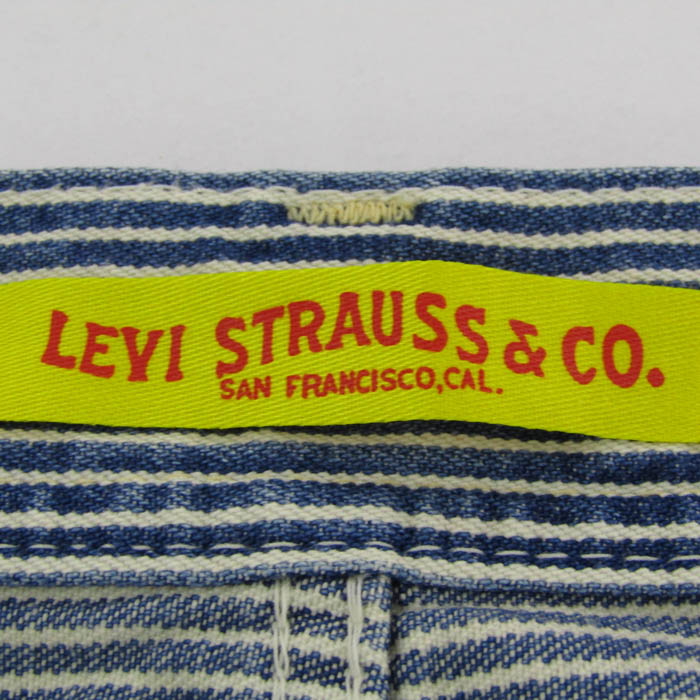 LEVI STRAUSS & CO.
SAN FRANCISCO, CAL.